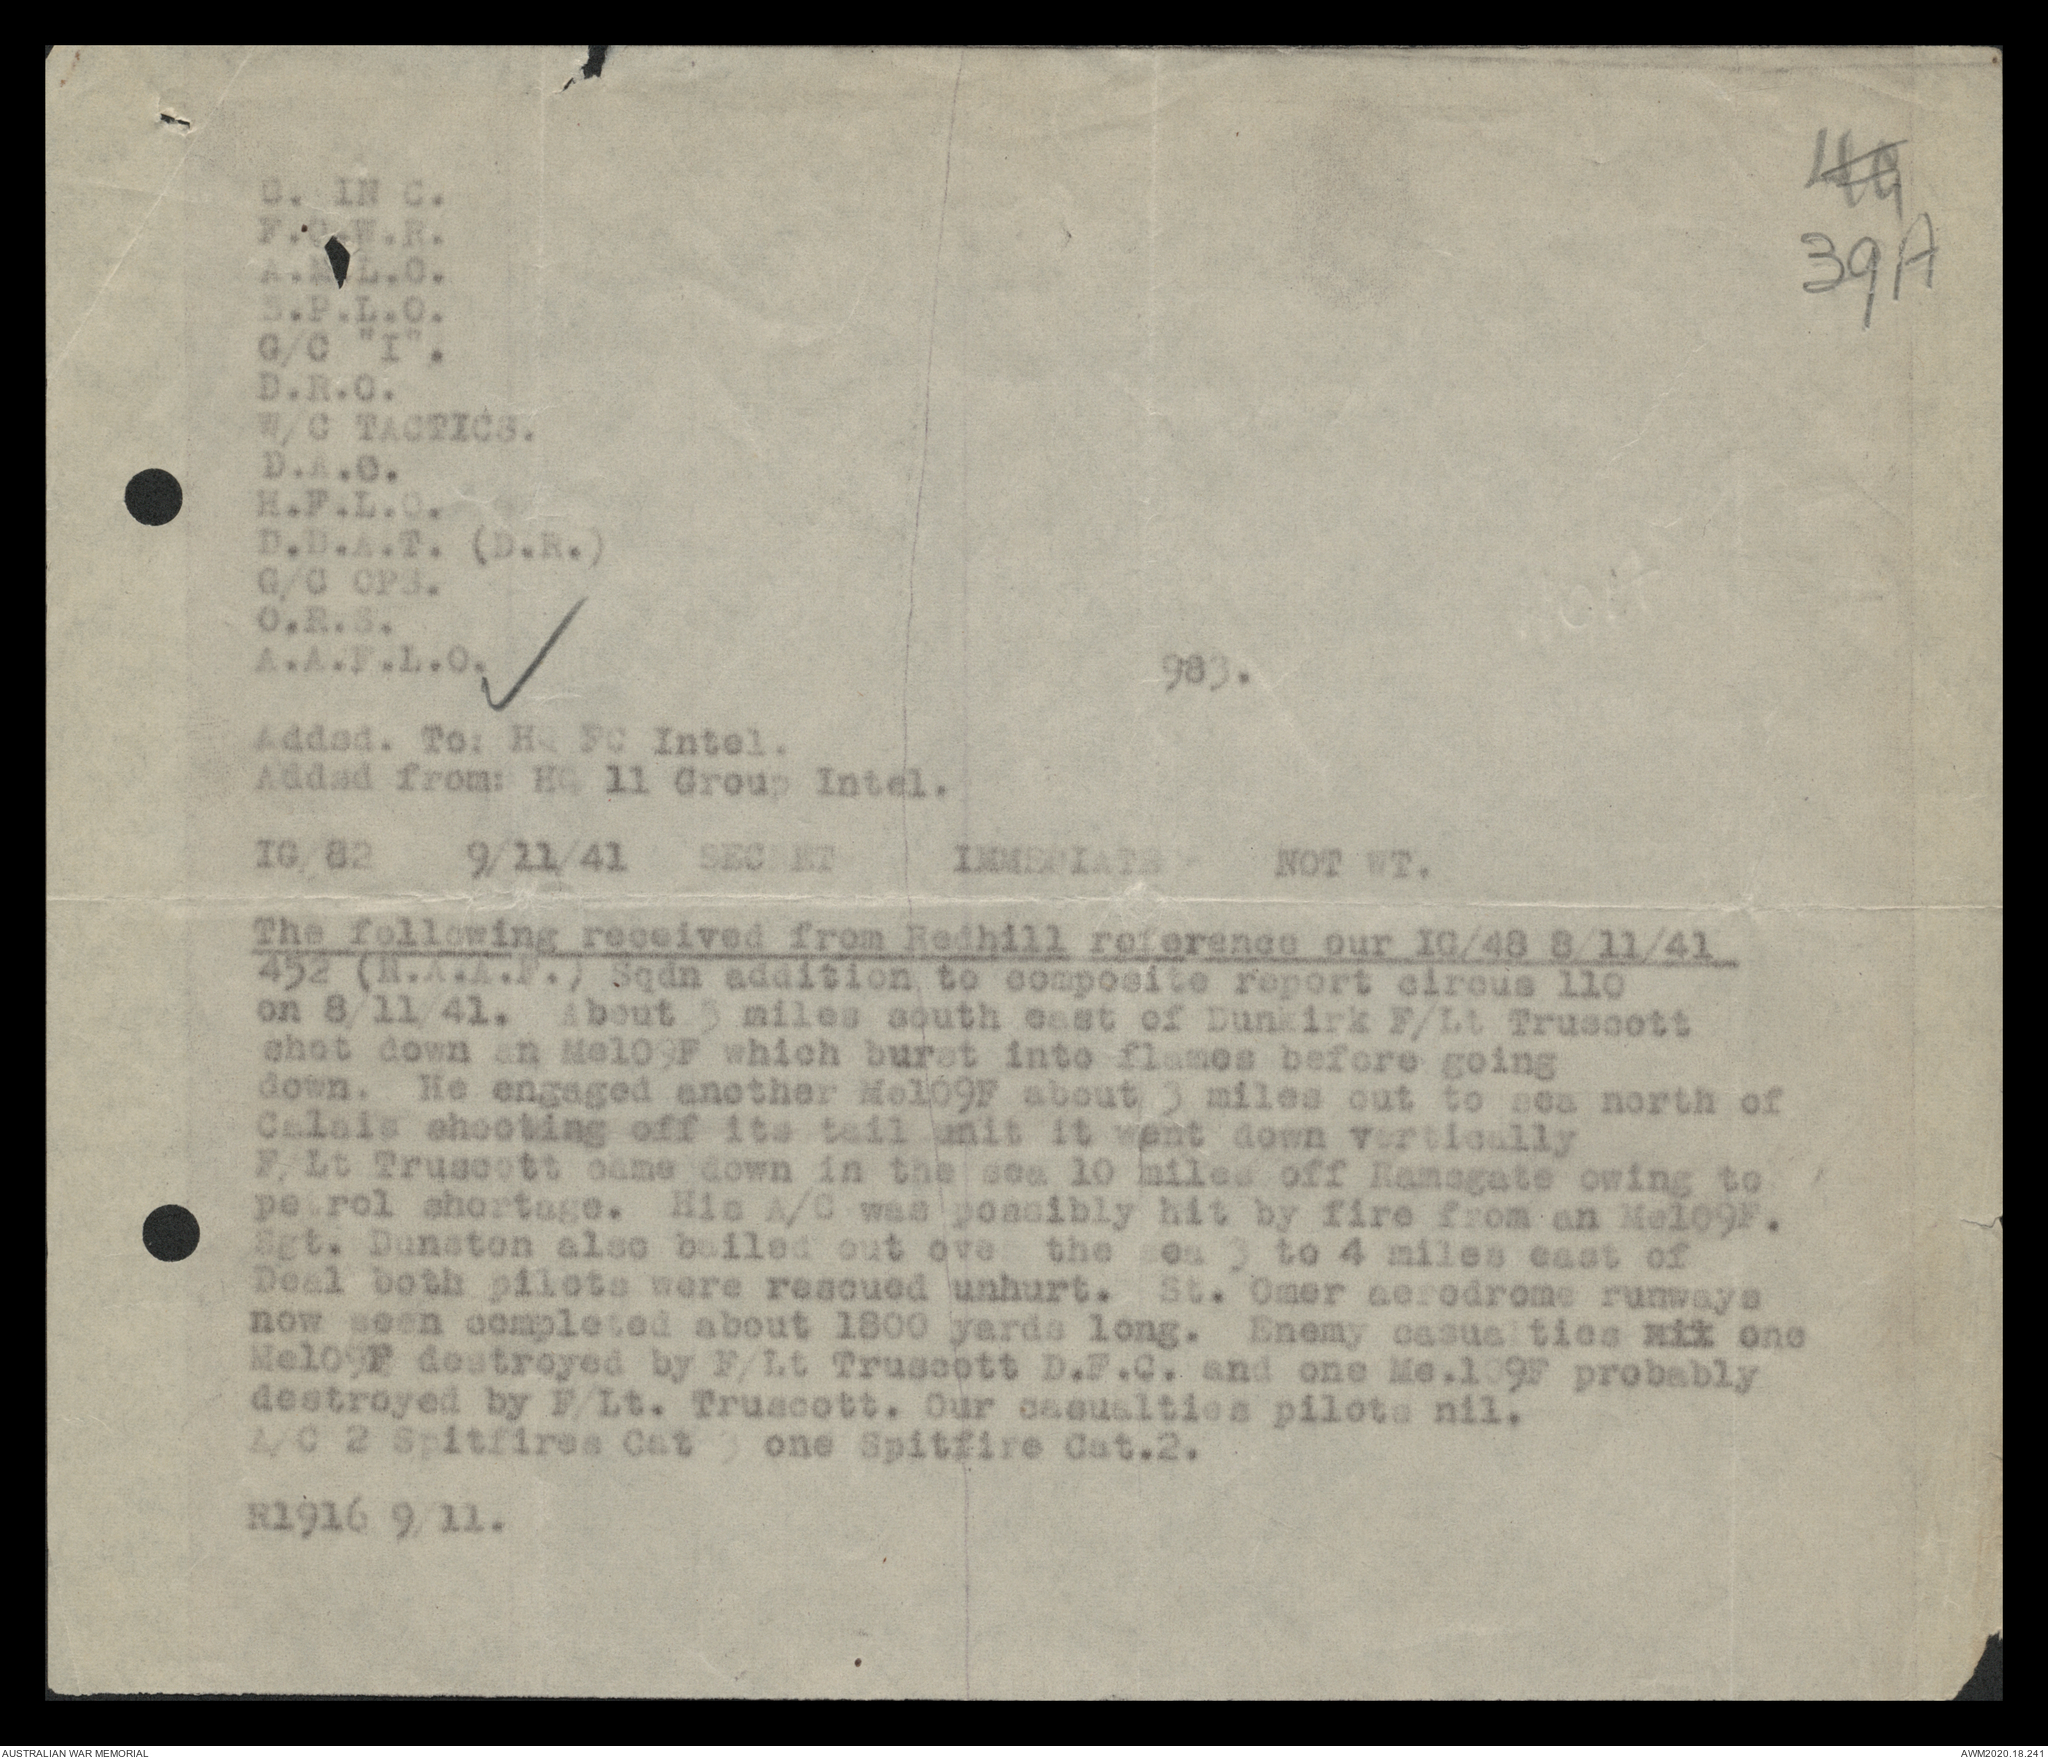 44
39A
C. IN C.
F.O.W.R.
A.M.L.O.
B.P.L.O.
G/C "I".
D.R.O.
W/C TACTICS.
D.A.O.
H.F.L.O.
D.D.A.T. (D.R.)
G/C OPS.
O.R.S.
A.A.F.L.O.
983.
Addsd. To: HQ FC Intel.
Addsd from: HQ 11 Group Intel.
IG/82 9/11/41 SECRET IMMEDIATE NOT WT.
The following received from Redhill reference our IG/48 8/11/41
452 (R.A.A.F.) Sqdn addition to composite report circus 110
on 8/11/41. About 3 miles south east of Dunkirk F/Lt Truscott
shot down an Me109F which burst into flames before going
down. He engaged another Me109F about 3 miles out to sea north of
Calais shooting off its tail unit it went down vertically
F/Lt Truscott came down in the sea 10 miles off Ramsgate owing to
petrol shortage. His A/C was possibly hit by fire from an Me109F.
Sgt. Dunston also bailed out over the sea 3 to 4 miles east of
Deal both pilots were rescued unhurt. St. Omer aerodrome runways
now seen completed about 1800 yards long. Enemy casualties one
Me109F destroyed by F/Lt Truscott D.F.C. and one Me.109F probably
destroyed by F/Lt. Truscott. Our casualties pilots nil.
A/C 2 Spitfires Cat 3 one Spitfire Cat.2.
R1916 9/11.
AUSTRALIAN WAR MEMORIAL
AWM2020.18.241